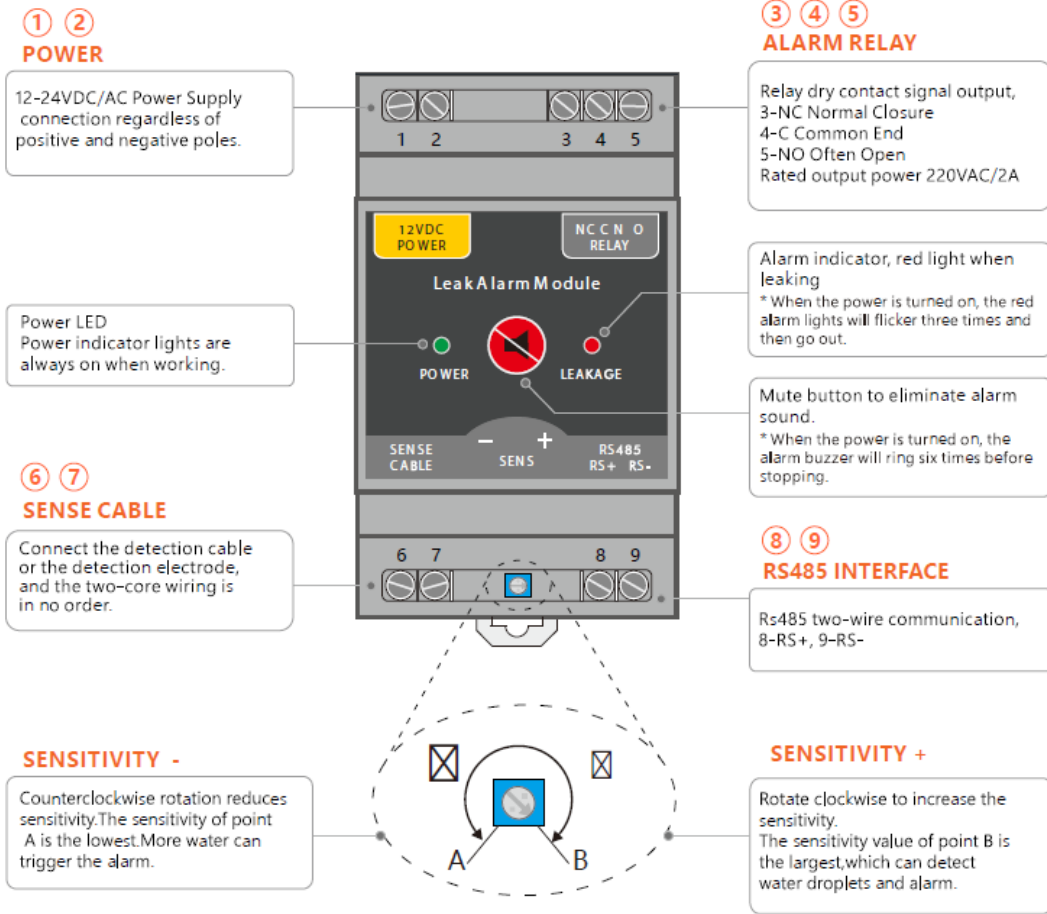 ① ②
POWER
12-24VDC/AC Power Supply
connection regardless of
positive and negative poles.
③ ④ ⑤
ALARM RELAY
Relay dry contact signal output,
3-NC Normal Closure
4-C Common End
5-NO Often Open
Rated output power 220VAC/2A
1 2 3 4 5
12VDC
POWER
NC C N O
RELAY
Leak Alarm Module
POWER
LEAKAGE
SENSE
CABLE
− +
SENS
RS485
RS+ RS-
6 7 8 9
Power LED
Power indicator lights are
always on when working.
Alarm indicator, red light when
leaking
* When the power is turned on, the red
alarm lights will flicker three times and
then go out.
Mute button to eliminate alarm
sound.
* When the power is turned on, the
alarm buzzer will ring six times before
stopping.
⑥ ⑦
SENSE CABLE
Connect the detection cable
or the detection electrode,
and the two-core wiring is
in no order.
⑧ ⑨
RS485 INTERFACE
Rs485 two-wire communication,
8-RS+, 9-RS-
SENSITIVITY -
Counterclockwise rotation reduces
sensitivity.The sensitivity of point
A is the lowest.More water can
trigger the alarm.
A B
SENSITIVITY +
Rotate clockwise to increase the
sensitivity.
The sensitivity value of point B is
the largest,which can detect
water droplets and alarm.